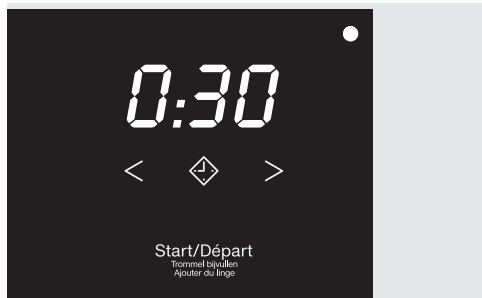 0:30
< >
Start/Départ
Trommel bijvullen
Ajouter du linge